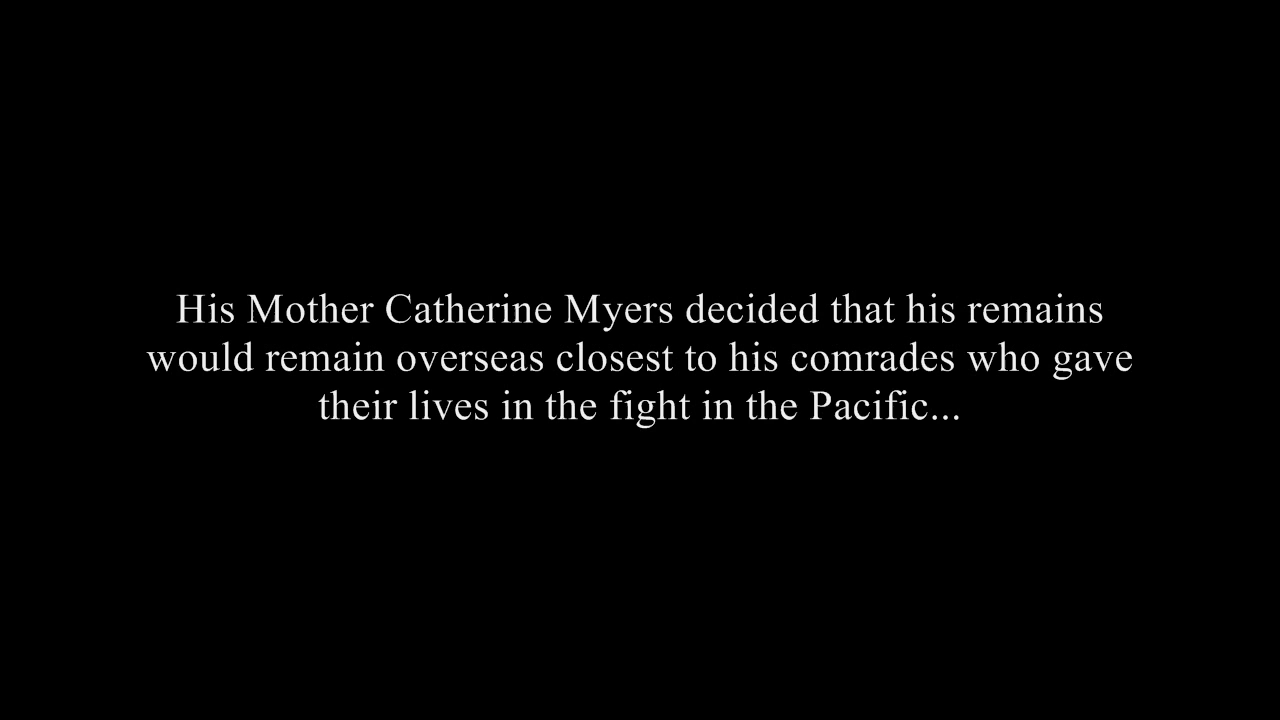 His Mother Catherine Myers decided that his remains
would remain overseas closest to his comrades who gave
their lives in the fight in the Pacific...